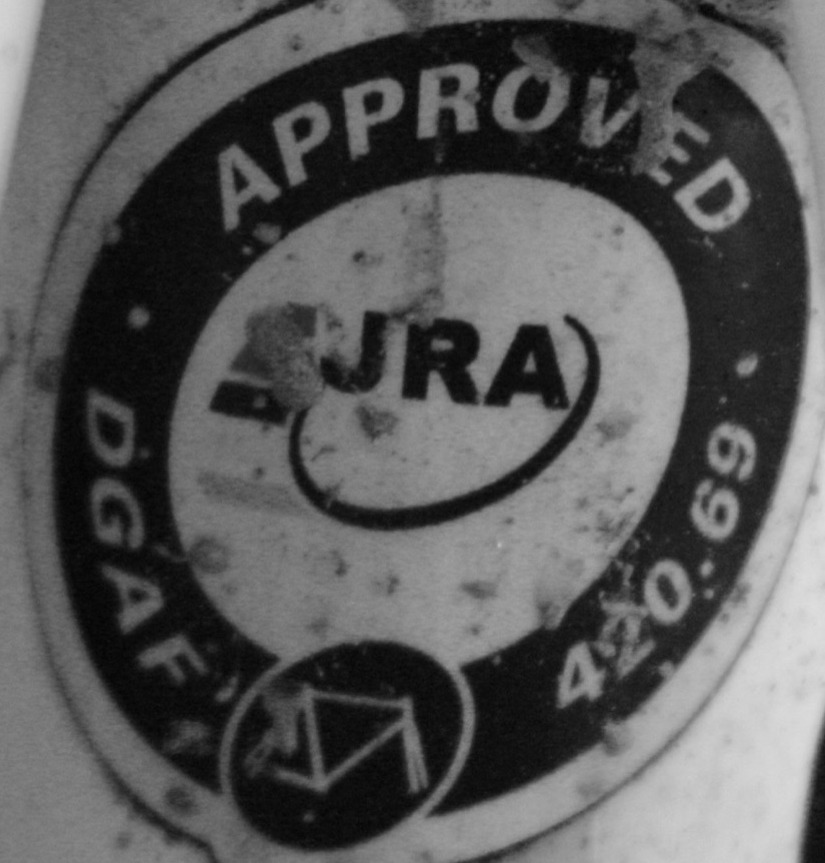 APPROVED
JRA
DGAF
420.69